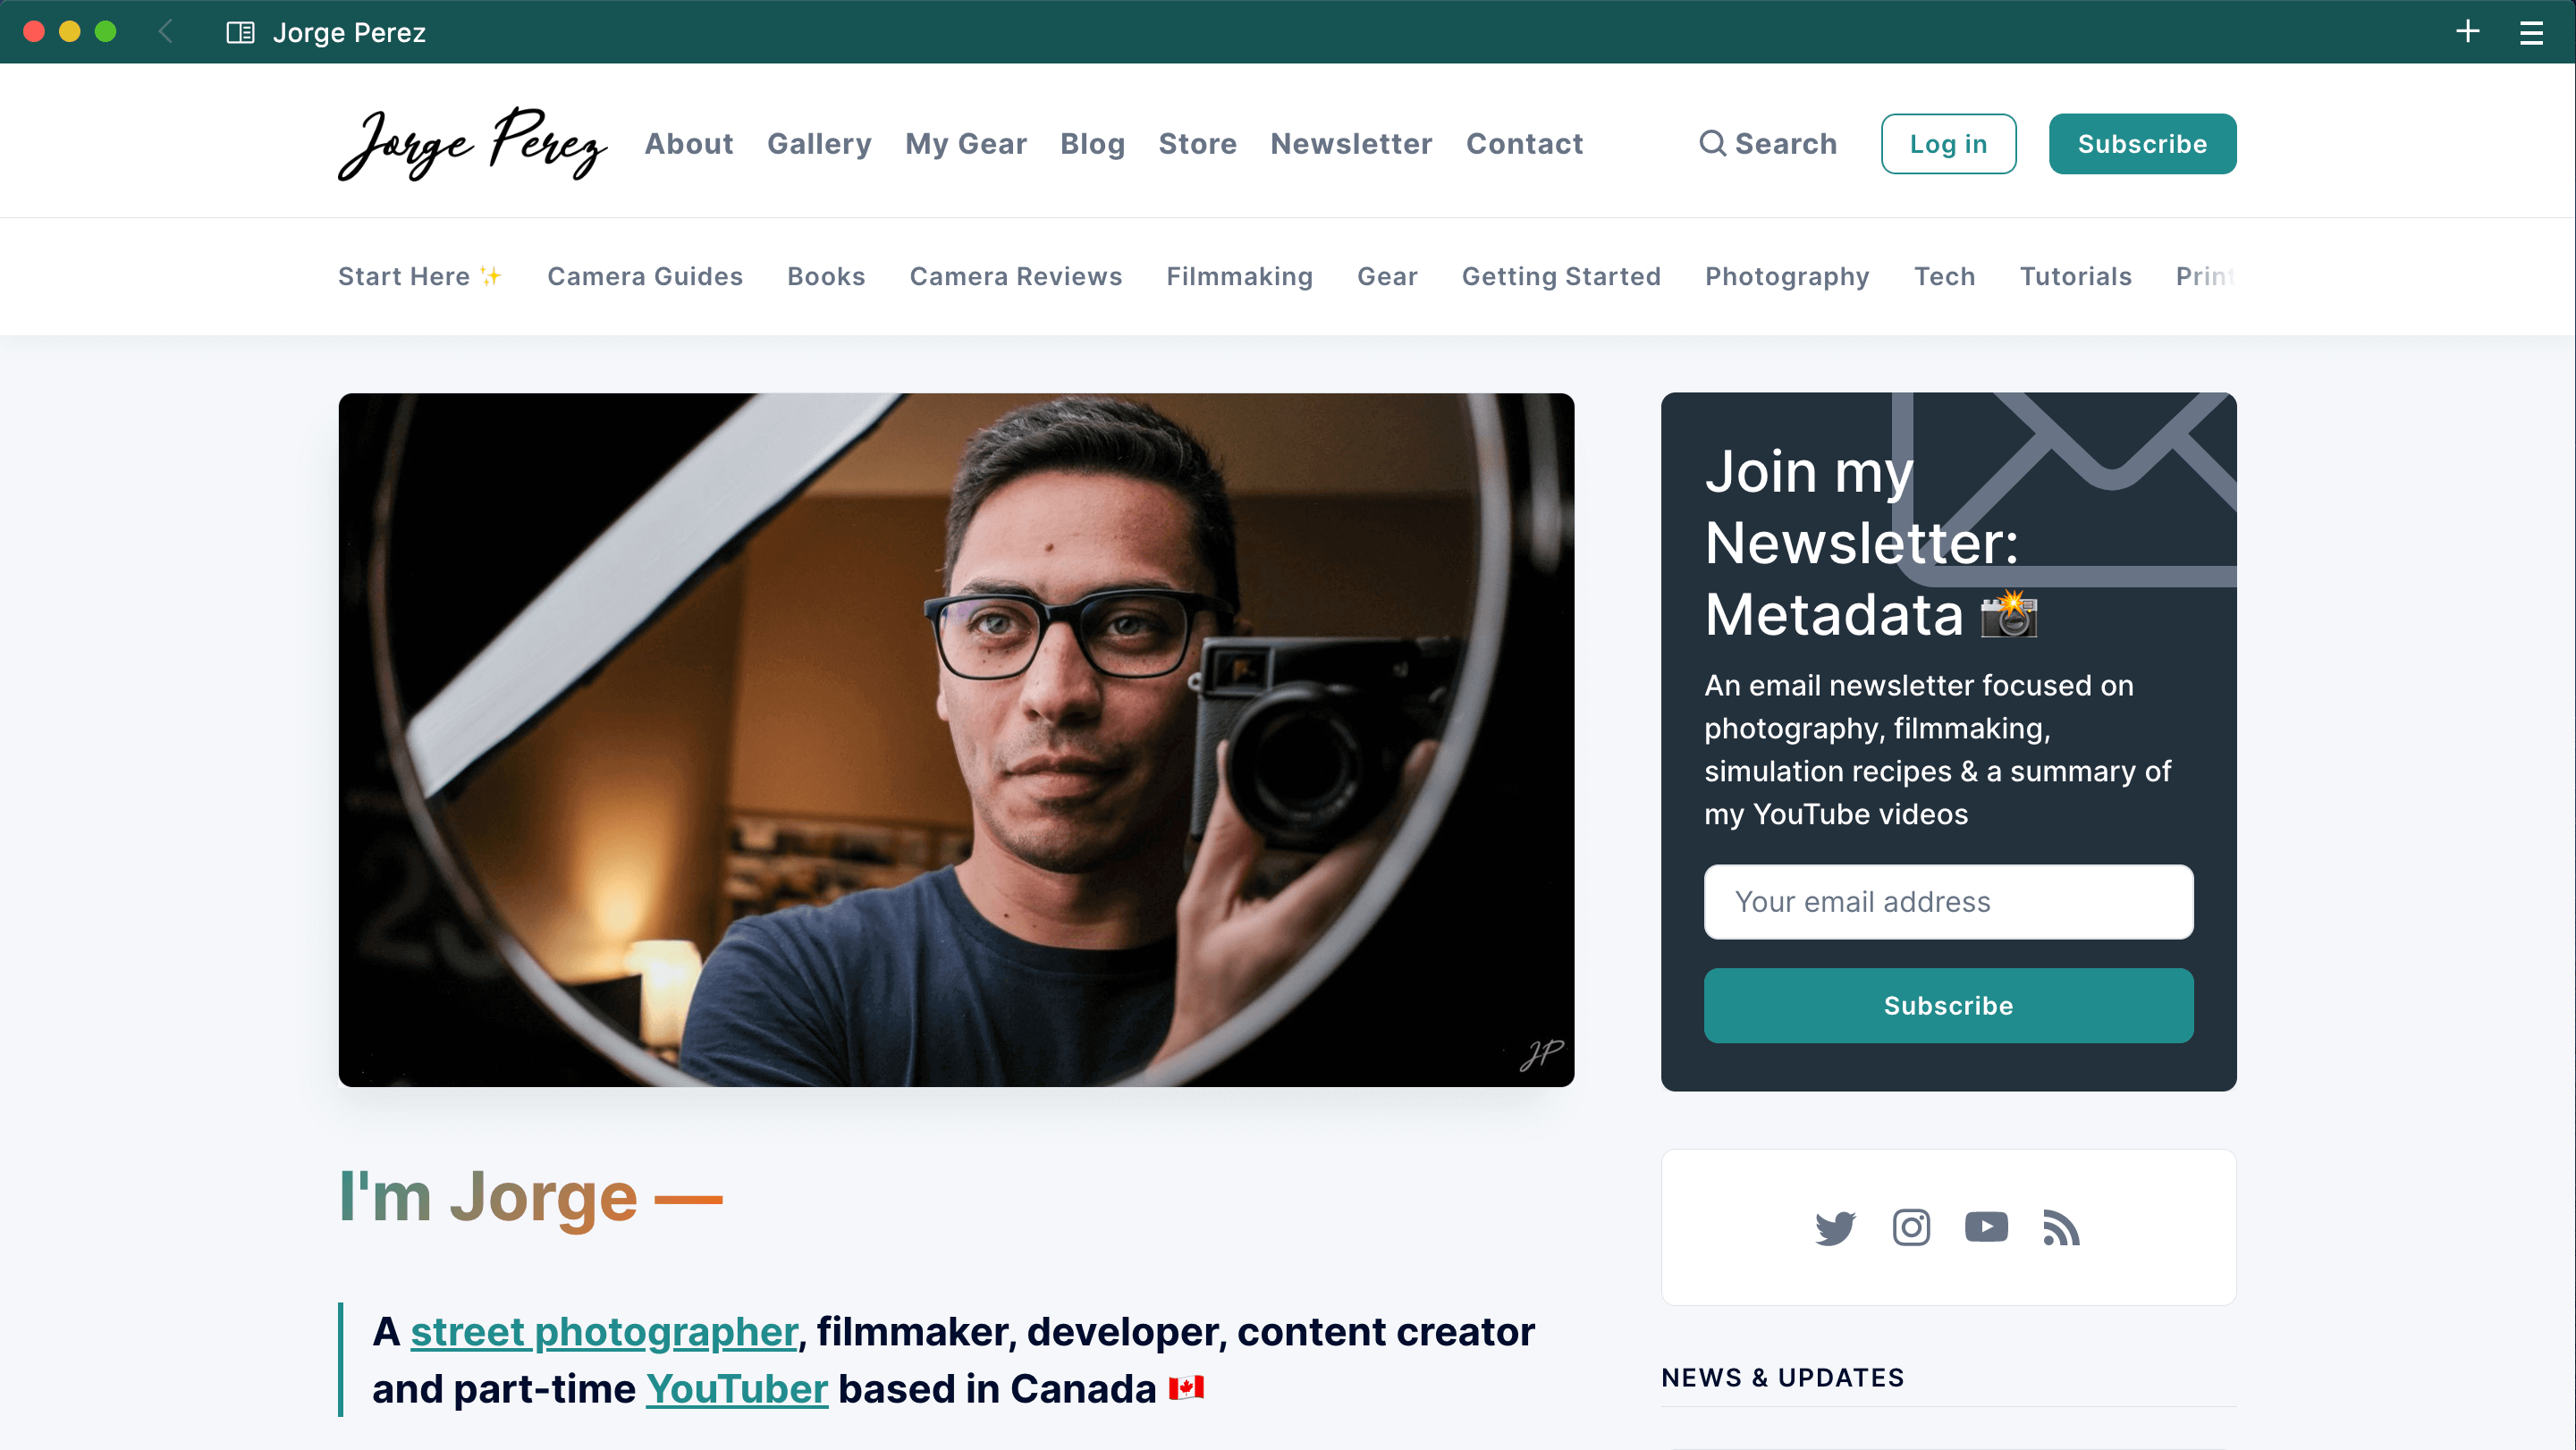 Jorge Perez
Jorge Perez
About Gallery My Gear Blog Store Newsletter Contact
Search
Log in
Subscribe
Start Here ✨ Camera Guides Books Camera Reviews Filmmaking Gear Getting Started Photography Tech Tutorials Print
Join my
Newsletter:
Metadata 📸
An email newsletter focused on
photography, filmmaking,
simulation recipes & a summary of
my YouTube videos
Your email address
Subscribe
JP
I'm Jorge —
A street photographer, filmmaker, developer, content creator
and part-time YouTuber based in Canada 🇨🇦
NEWS & UPDATES